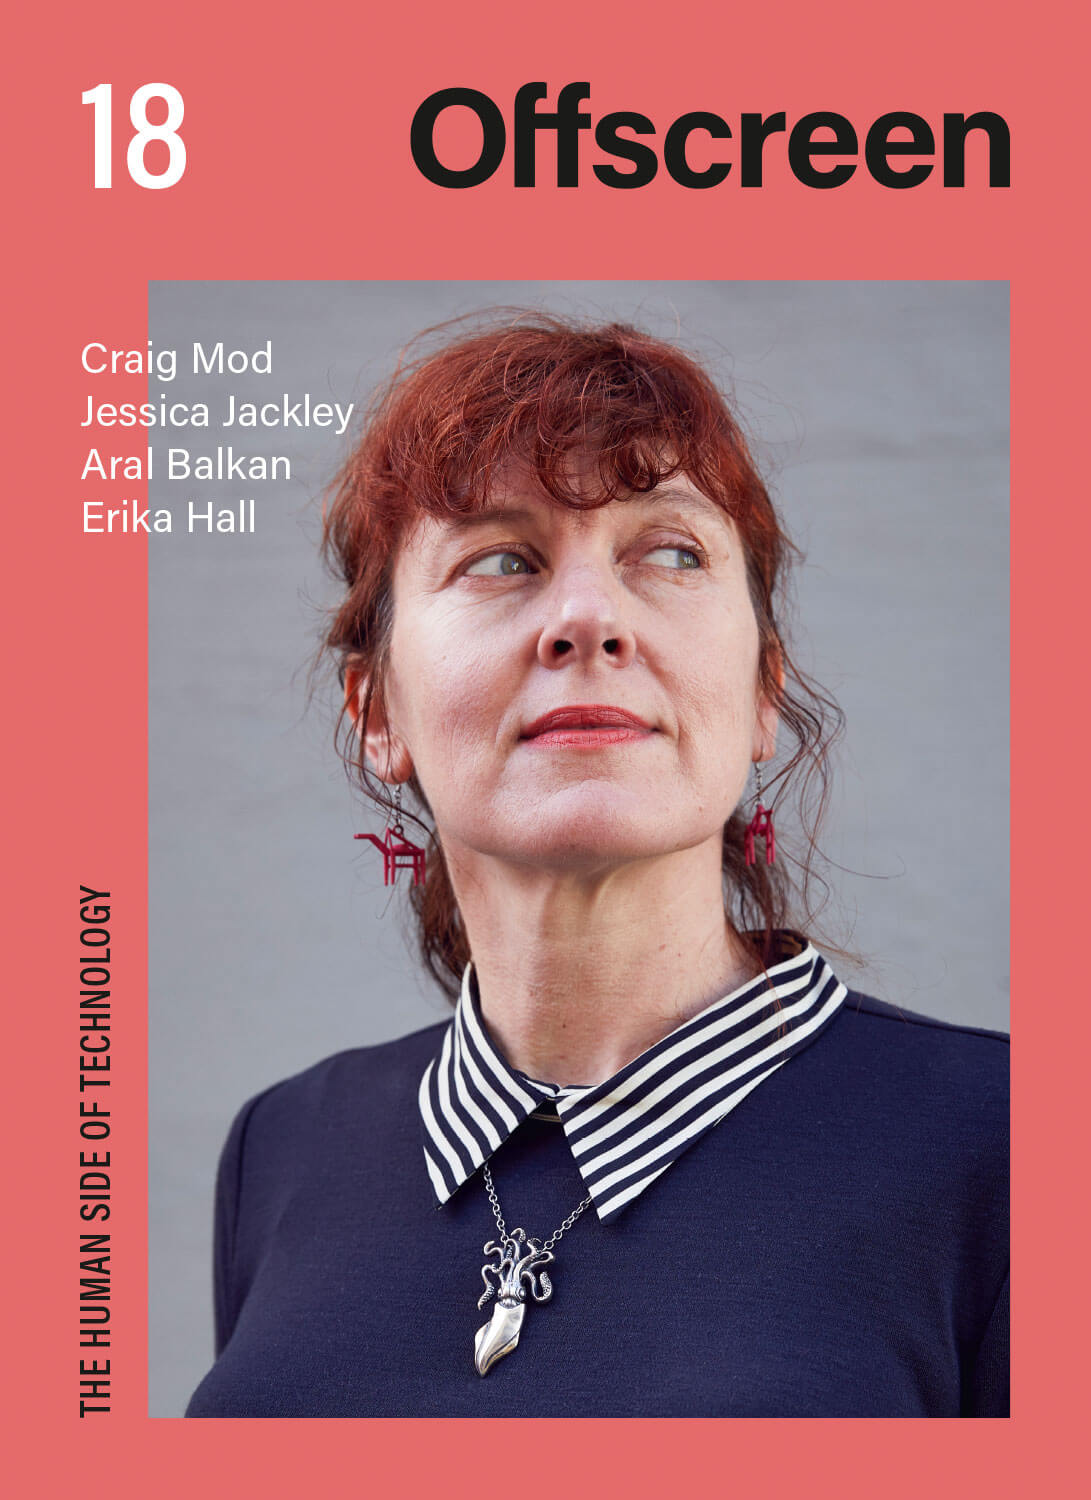 18
Offscreen
Craig Mod
Jessica Jackley
Aral Balkan
Erika Hall
THE HUMAN SIDE OF TECHNOLOGY